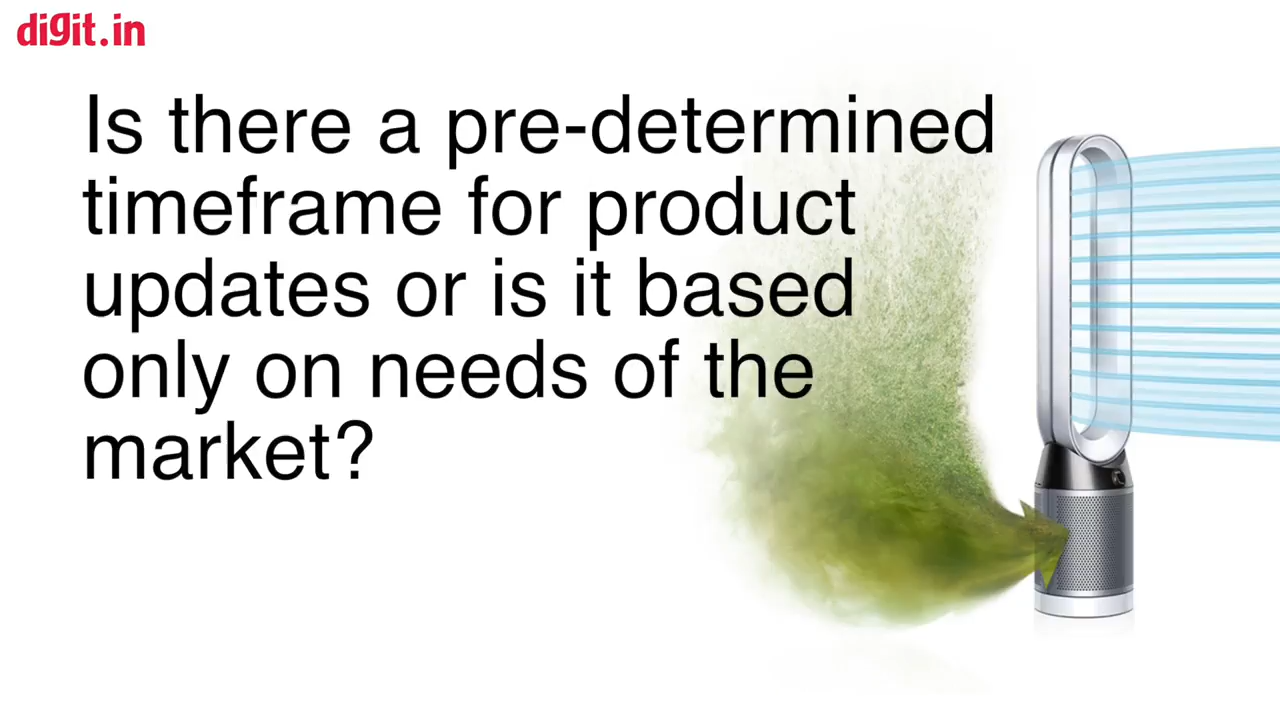 digit.in
Is there a pre-determined
timeframe for product
updates or is it based
only on needs of the
market?